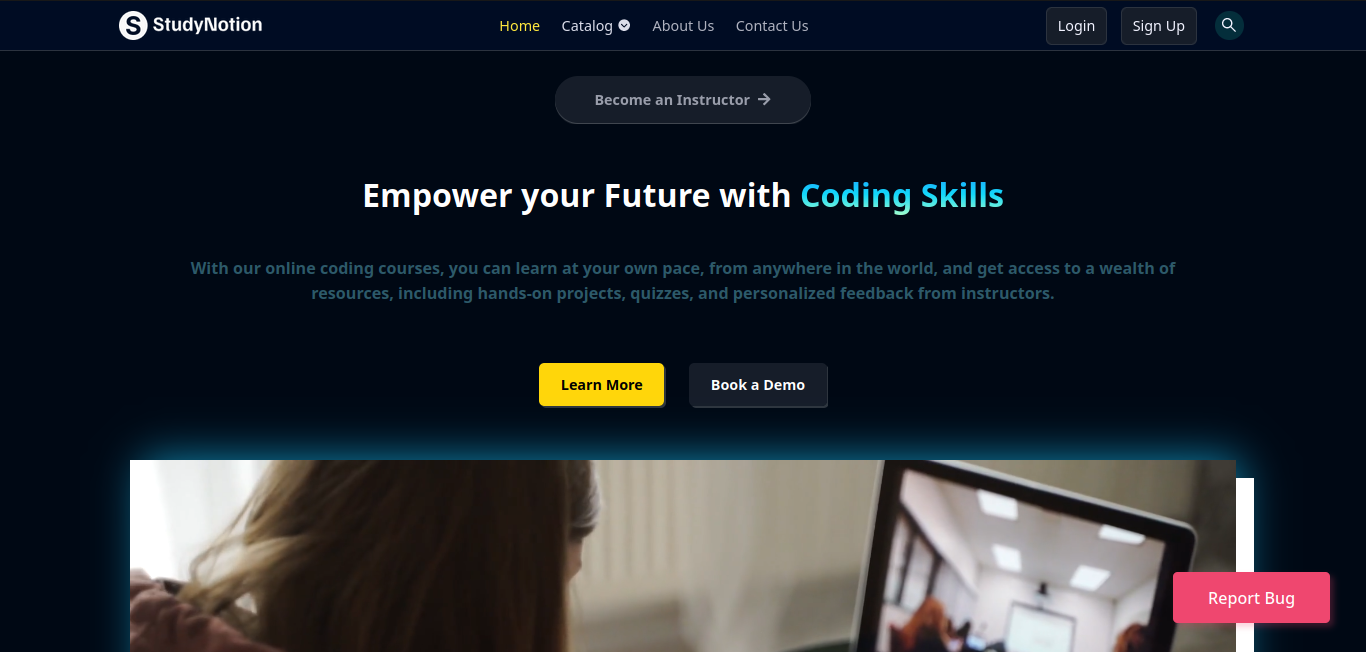 StudyNotion
Home
Catalog
About Us
Contact Us
Login
Sign Up
Become an Instructor
Empower your Future with Coding Skills
With our online coding courses, you can learn at your own pace, from anywhere in the world, and get access to a wealth of
resources, including hands-on projects, quizzes, and personalized feedback from instructors.
Learn More
Book a Demo
Report Bug